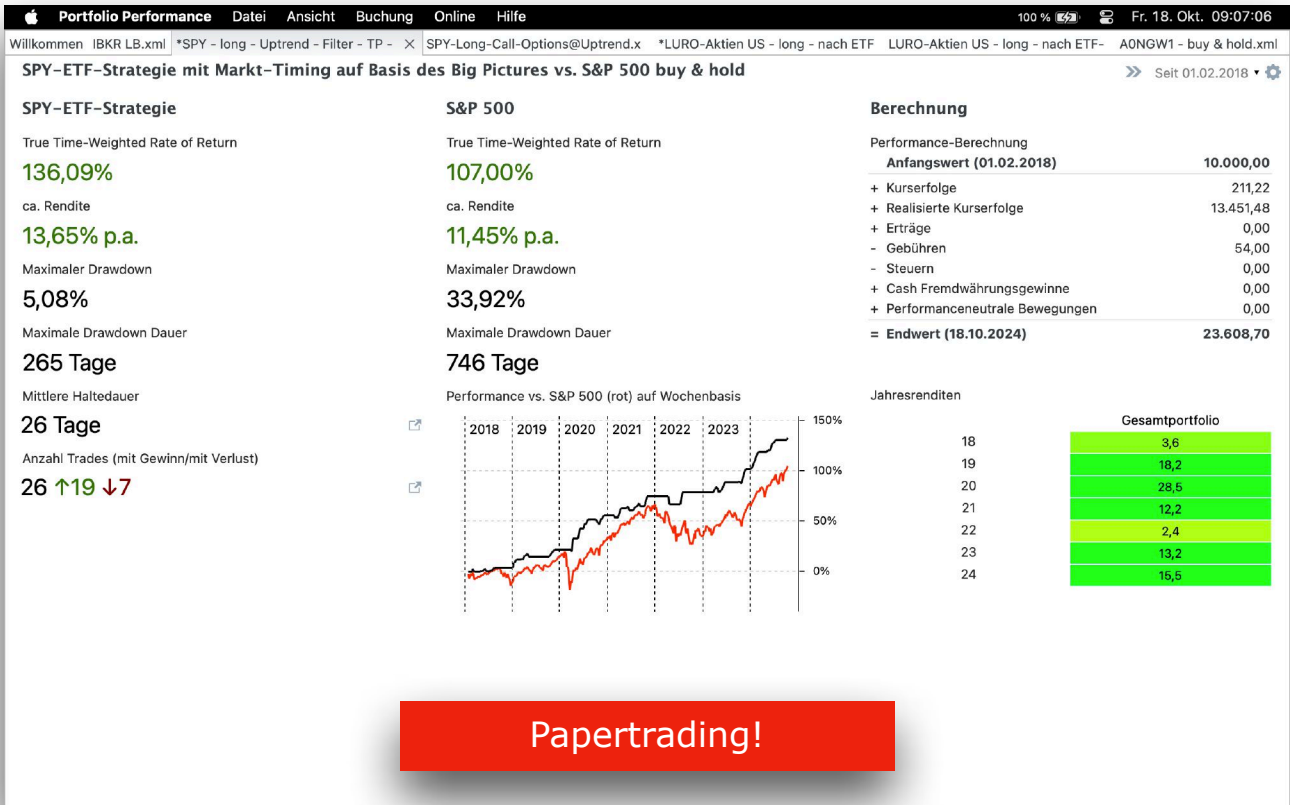 Portfolio Performance Datei Ansicht Buchung Online Hilfe 100 % Fr. 18. Okt. 09:07:06
Willkommen IBKR LB.xml *SPY - long - Uptrend - Filter - TP - × SPY-Long-Call-Options@Uptrend.x *LURO-Aktien US - long - nach ETF LURO-Aktien US - long - nach ETF- A0NGW1 - buy & hold.xml
SPY-ETF-Strategie mit Markt-Timing auf Basis des Big Pictures vs. S&P 500 buy & hold
Seit 01.02.2018
SPY-ETF-Strategie
True Time-Weighted Rate of Return
136,09%
ca. Rendite
13,65% p.a.
Maximaler Drawdown
5,08%
Maximale Drawdown Dauer
265 Tage
Mittlere Haltedauer
26 Tage
Anzahl Trades (mit Gewinn/mit Verlust)
26 ↑19 ↓7
S&P 500
True Time-Weighted Rate of Return
107,00%
ca. Rendite
11,45% p.a.
Maximaler Drawdown
33,92%
Maximale Drawdown Dauer
746 Tage
Performance vs. S&P 500 (rot) auf Wochenbasis
2018 2019 2020 2021 2022 2023
150%
100%
50%
0%
Berechnung
Performance-Berechnung
Anfangswert (01.02.2018) 10.000,00
+ Kurserfolge 211,22
+ Realisierte Kurserfolge 13.451,48
+ Erträge 0,00
- Gebühren 54,00
- Steuern 0,00
+ Cash Fremdwährungsgewinne 0,00
+ Performanceneutrale Bewegungen 0,00
= Endwert (18.10.2024) 23.608,70
Jahresrenditen
Gesamtportfolio
18 3,6
19 18,2
20 28,5
21 12,2
22 2,4
23 13,2
24 15,5
Papertrading!